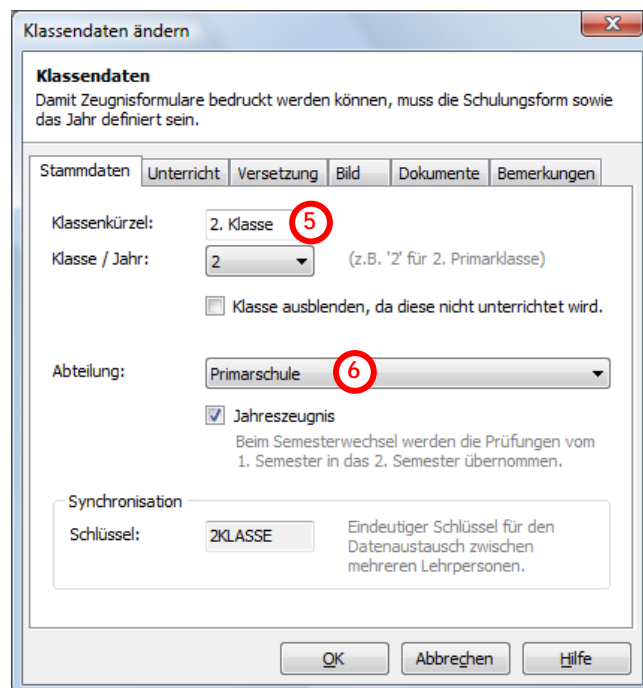 Klassendaten ändern
Klassendaten
Damit Zeugnisformulare bedruckt werden können, muss die Schulungsform sowie
das Jahr definiert sein.
Stammdaten Unterricht Versetzung Bild Dokumente Bemerkungen
Klassenkürzel: 2. Klasse 5
Klasse / Jahr: 2 (z.B. '2' für 2. Primarklasse)
Klasse ausblenden, da diese nicht unterrichtet wird.
Abteilung: Primarschule 6
Jahreszeugnis
Beim Semesterwechsel werden die Prüfungen vom
1. Semester in das 2. Semester übernommen.
Synchronisation
Schlüssel: 2KLASSE Eindeutiger Schlüssel für den
Datenaustausch zwischen
mehreren Lehrpersonen.
OK Abbrechen Hilfe